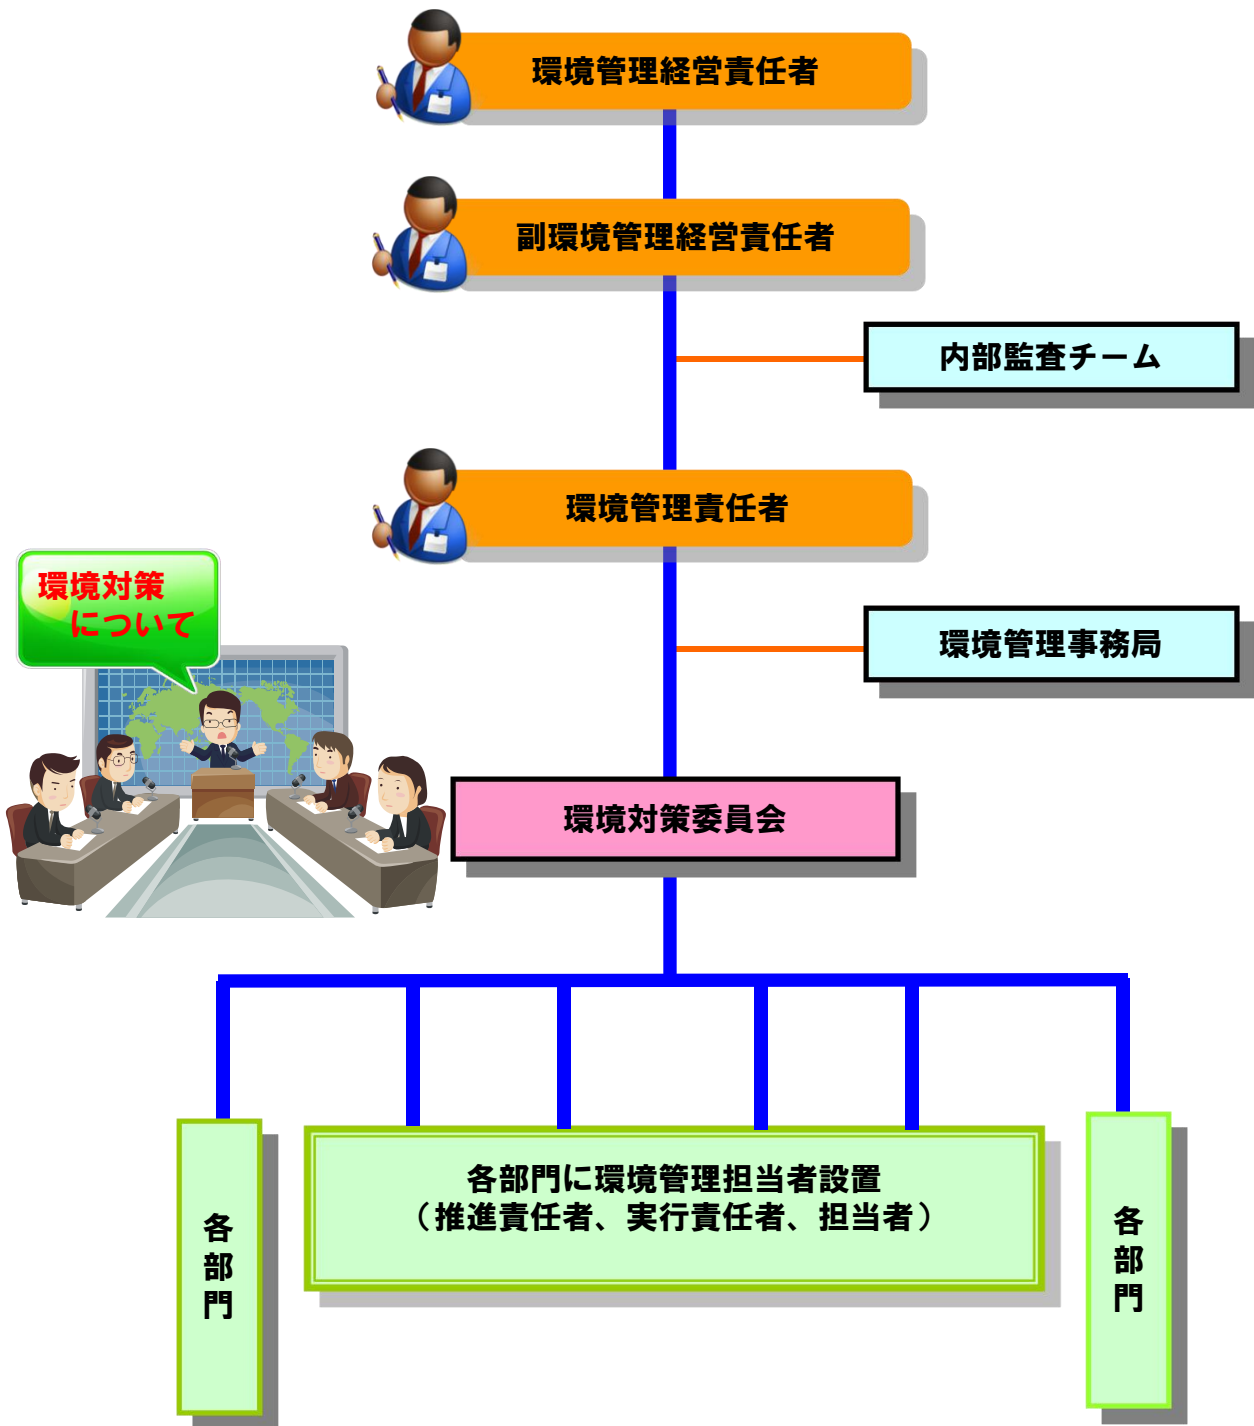 環境管理経営責任者
副環境管理経営責任者
内部監査チーム
環境管理責任者
環境対策
について
環境管理事務局
環境対策委員会
各部門に環境管理担当者設置
（推進責任者、実行責任者、担当者）
各部門
各部門